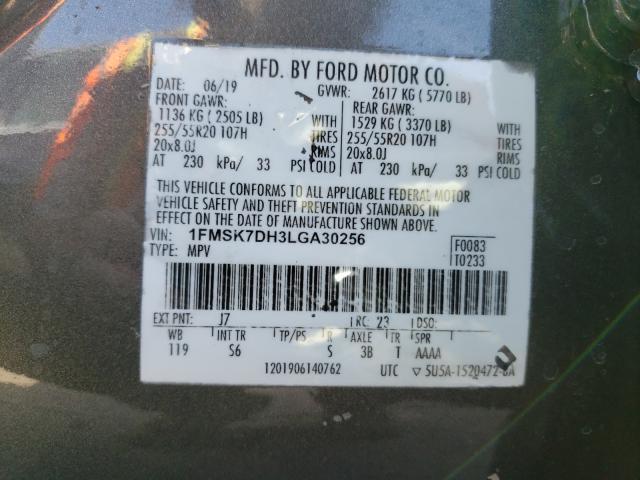 MFD. BY FORD MOTOR CO.
DATE: 06/19 GVWR: 2617 KG ( 5770 LB)
FRONT GAWR: REAR GAWR:
1136 KG ( 2505 LB) WITH 1529 KG ( 3370 LB) WITH
255/55R20 107H TIRES 255/55R20 107H TIRES
20x8.0J RIMS 20x8.0J RIMS
AT 230 kPa/ 33 PSI COLD AT 230 kPa/ 33 PSI COLD
THIS VEHICLE CONFORMS TO ALL APPLICABLE FEDERAL MOTOR
VEHICLE SAFETY AND THEFT PREVENTION STANDARDS IN
EFFECT ON THE DATE OF MANUFACTURE SHOWN ABOVE.
VIN: 1FMSK7DH3LGA30256 F0083
TYPE: MPV T0233
EXT PNT: J7 RC: 23 DSO:
WB INT TR TP/PS R AXLE TR SPR
119 S6 S 3B T AAAA
1201906140762 UTC ▽ 5U5A-1520472-BA